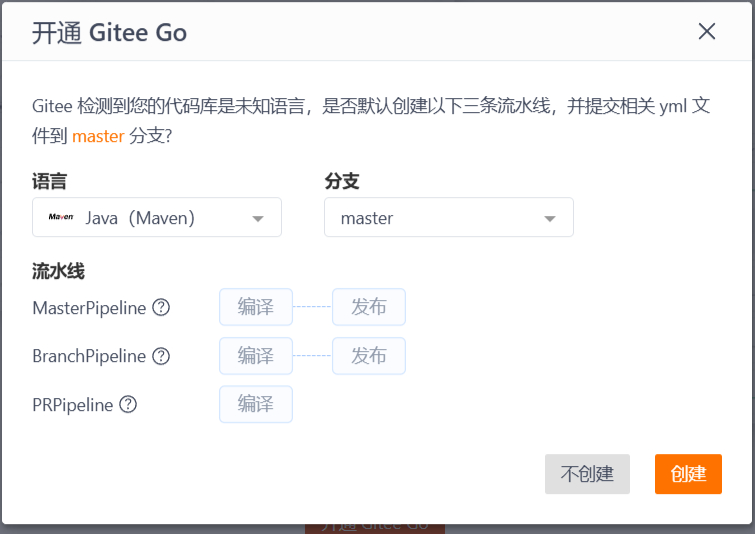 开通 Gitee Go
Gitee 检测到您的代码库是未知语言，是否默认创建以下三条流水线，并提交相关 yml 文
件到 master 分支?
语言 分支
Maven Java（Maven） master
流水线
MasterPipeline ? 编译 发布
BranchPipeline ? 编译 发布
PRPipeline ? 编译
不创建 创建
开通 Gitee Go